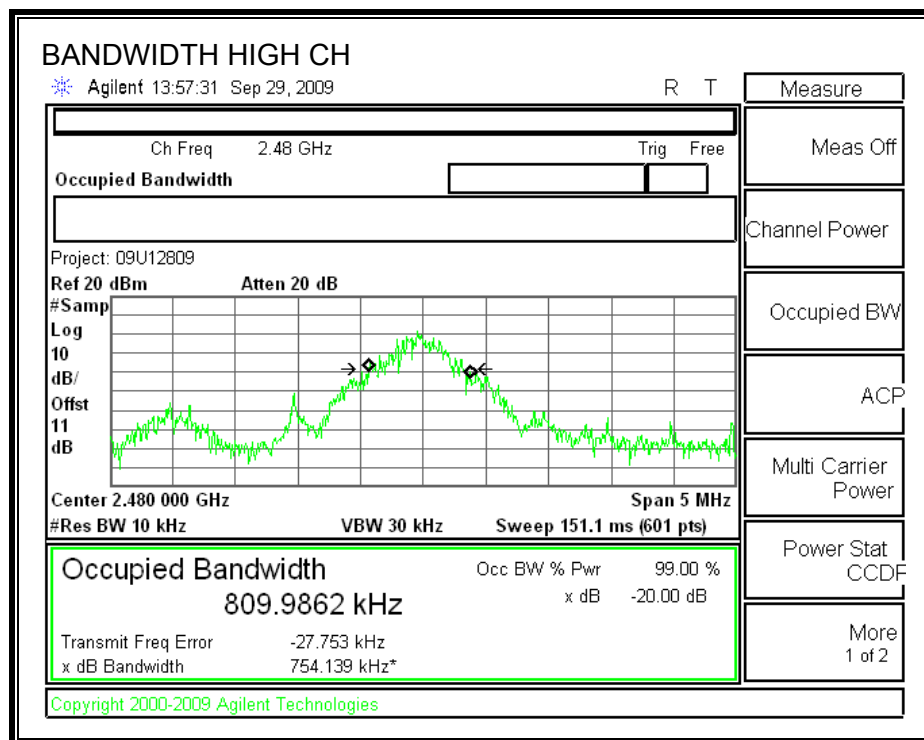 BANDWIDTH HIGH CH
Agilent 13:57:31 Sep 29, 2009 R T
Measure
Ch Freq 2.48 GHz Trig Free
Occupied Bandwidth
Project: 09U12809
Ref 20 dBm Atten 20 dB
#Samp
Log
10
dB/
Offst
11
dB
Center 2.480 000 GHz Span 5 MHz
#Res BW 10 kHz VBW 30 kHz Sweep 151.1 ms (601 pts)
Occupied Bandwidth Occ BW % Pwr 99.00 %
809.9862 kHz x dB -20.00 dB
Transmit Freq Error -27.753 kHz
x dB Bandwidth 754.139 kHz*
Copyright 2000-2009 Agilent Technologies
Meas Off
Channel Power
Occupied BW
ACP
Multi Carrier
Power
Power Stat
CCDF
More
1 of 2